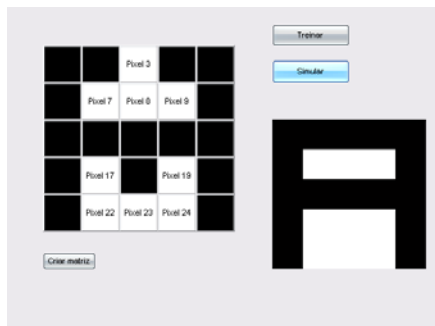 Treinar
Pixel 3
Simular
Pixel 7 Pixel 8 Pixel 9
Pixel 17 Pixel 19
Pixel 22 Pixel 23 Pixel 24
Criar matriz